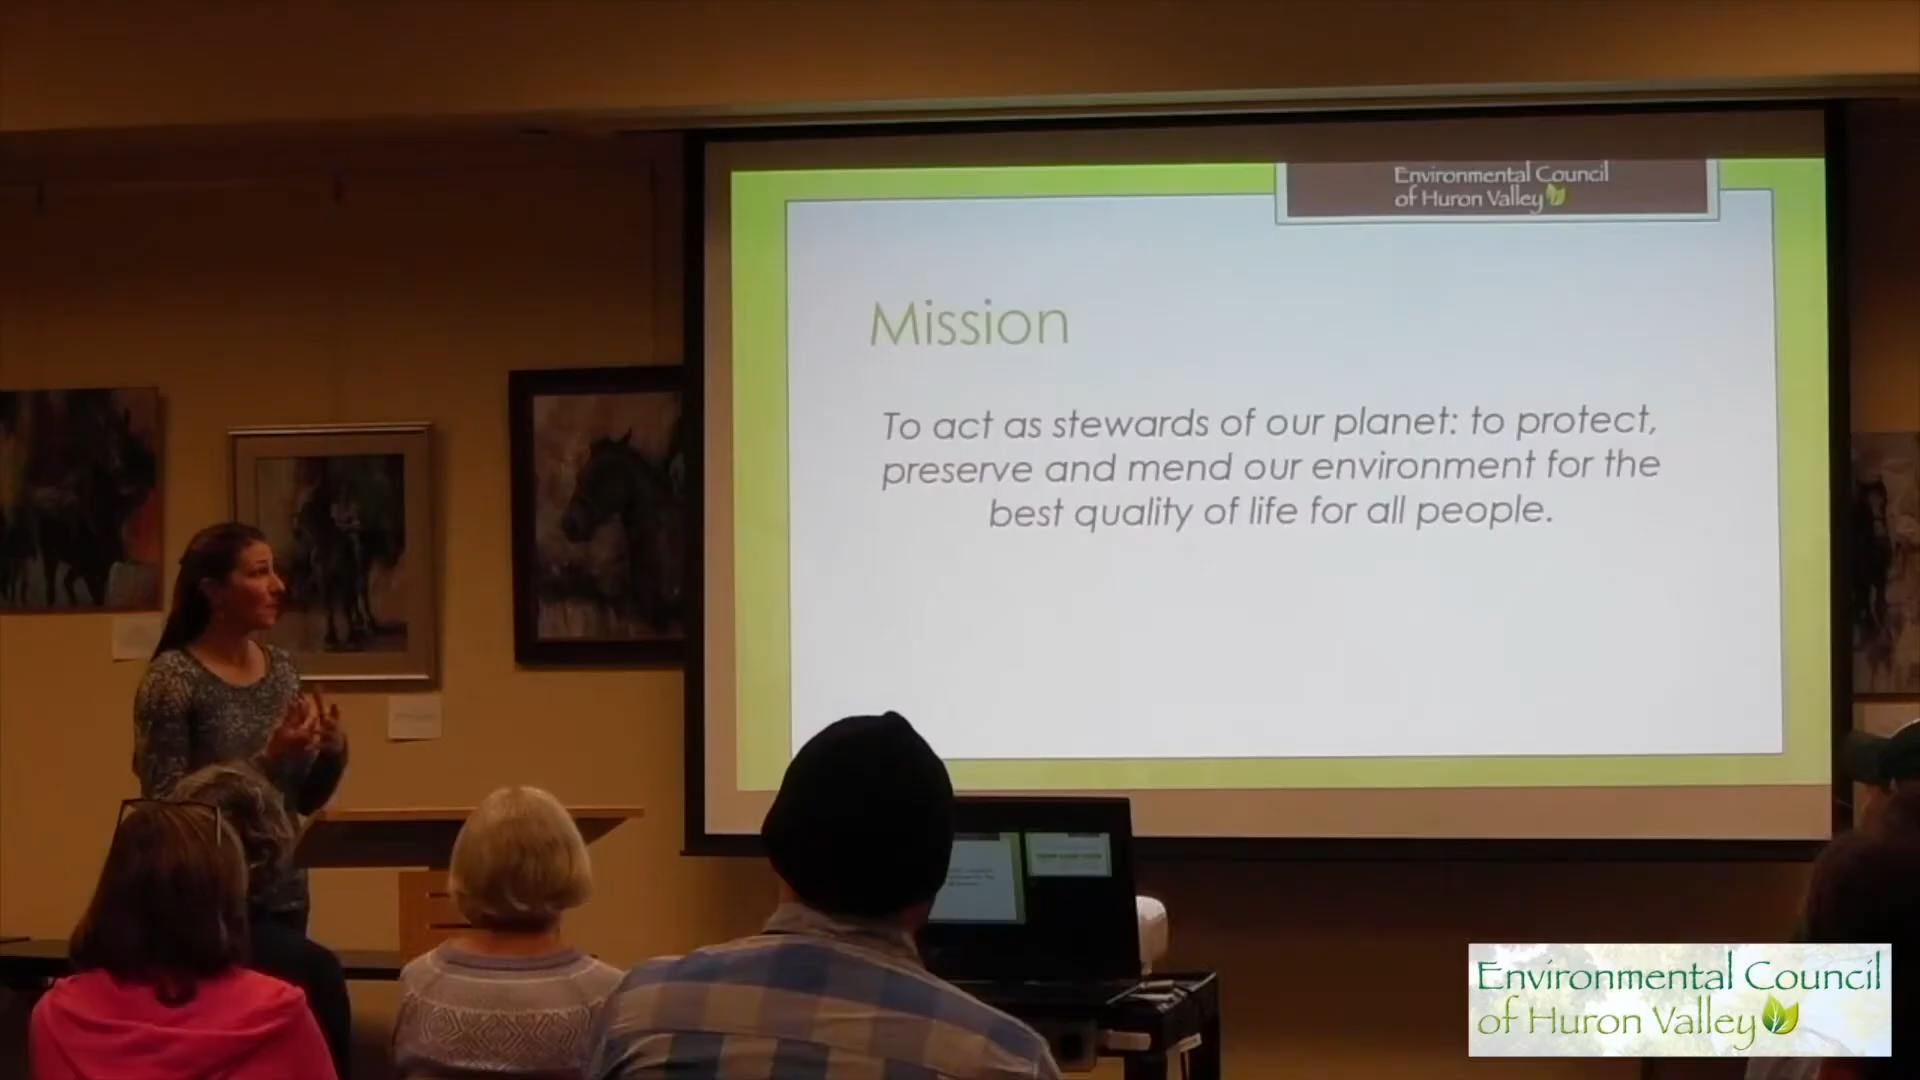 Environmental Council
of Huron Valley
Mission
To act as stewards of our planet: to protect,
preserve and mend our environment for the
best quality of life for all people.
Environmental Council
of Huron Valley